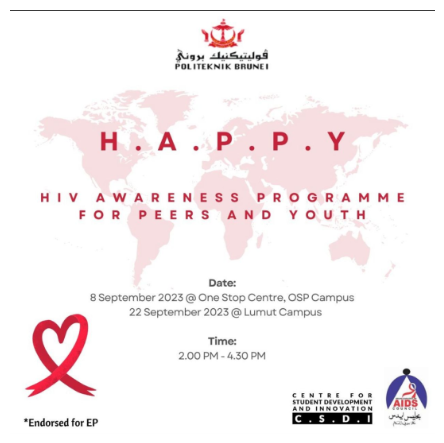 ڤوليتيكنيك بروني
POLITEKNIK BRUNEI
H.A.P.P.Y
HIV AWARENESS PROGRAMME
FOR PEERS AND YOUTH
Date:
8 September 2023 @ One Stop Centre, OSP Campus
22 September 2023 @ Lumut Campus
Time:
2.00 PM - 4.30 PM
*Endorsed for EP
CENTRE FOR
STUDENT DEVELOPMENT
AND INNOVATION
C.S.D.I
AIDS
COUNCIL